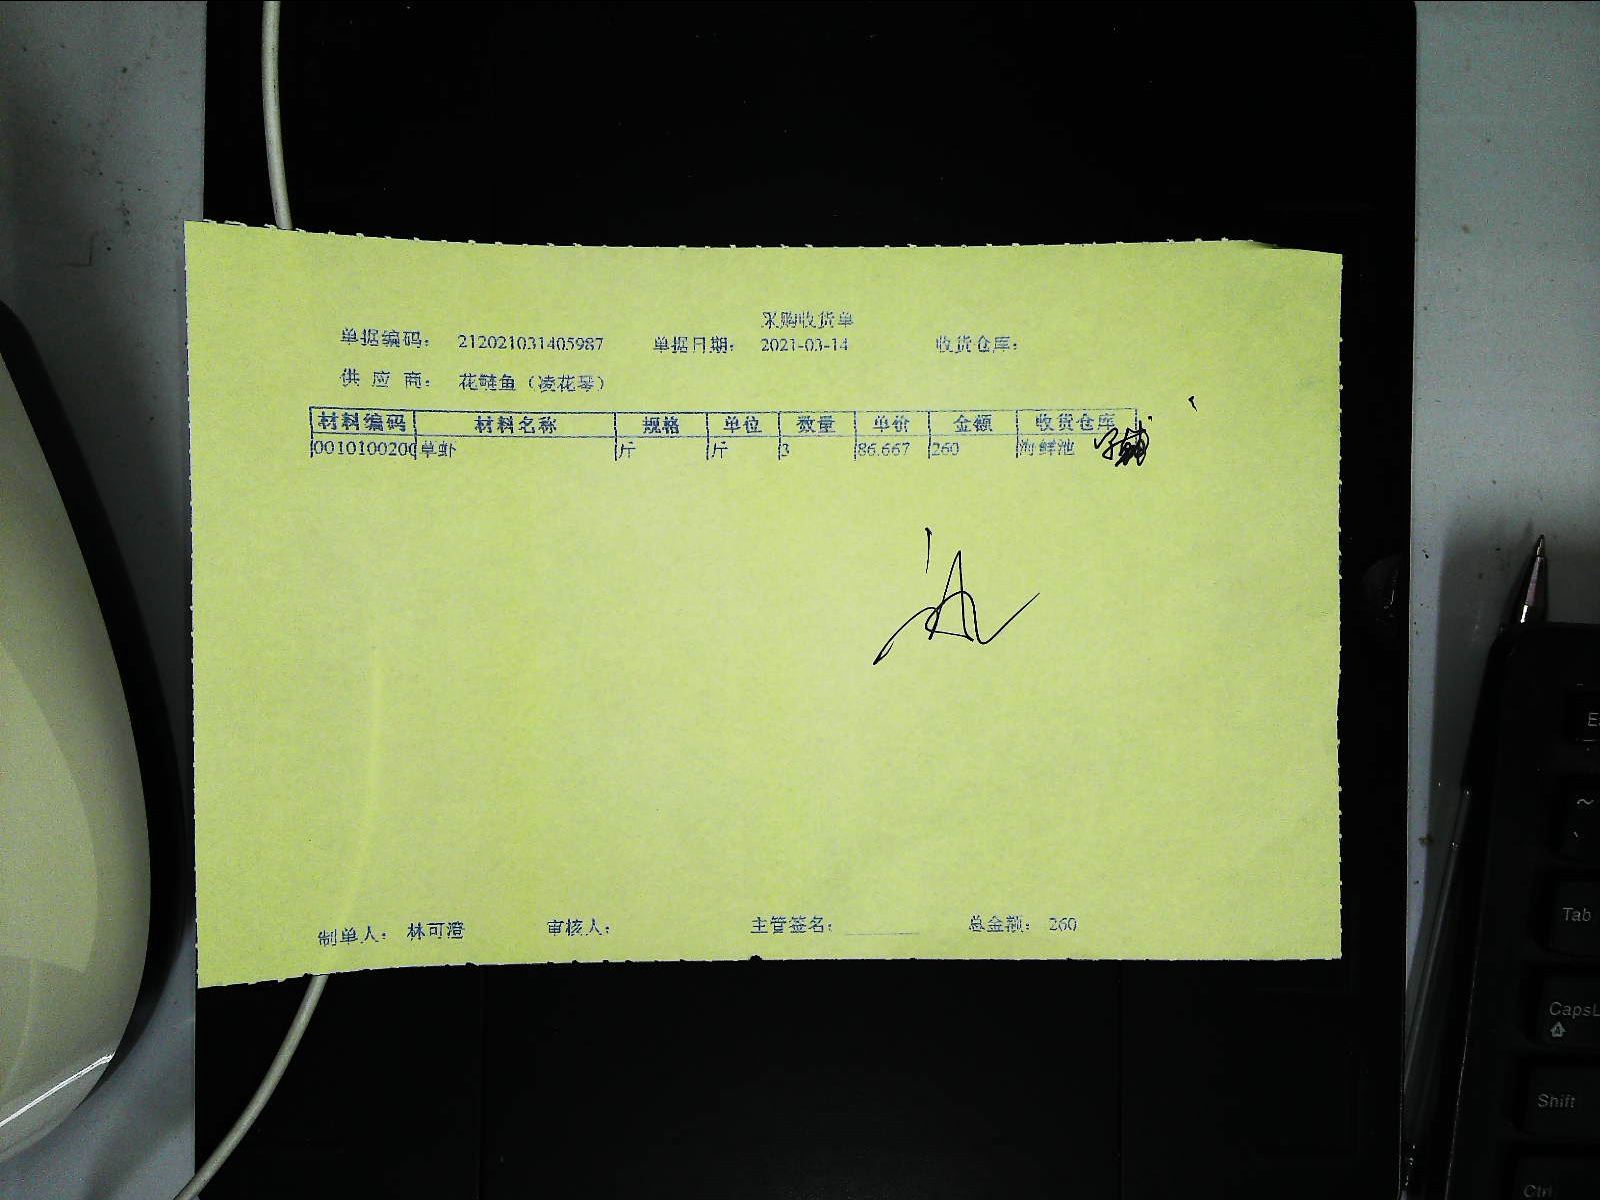 采购收货单
单据编码： 212021031405987 单据日期： 2021-03-14 收货仓库：
供 应 商： 花鲢鱼（凌花琴）
材料编码 材料名称 规格 单位 数量 单价 金额 收货仓库
0010100200 草虾 斤 斤 3 86.667 260 海鲜池
制单人： 林可澄 审核人： 主管签名： 总金额： 260
~
Tab
Caps
Shift
Ctrl